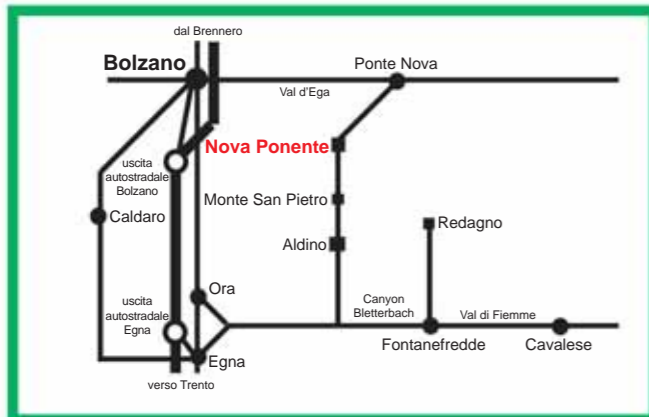 dal Brennero
Bolzano
Ponte Nova
Val d'Ega
Nova Ponente
uscita
autostradale
Bolzano
Monte San Pietro
Caldaro
Redagno
Aldino
Ora
uscita
autostradale
Egna
Canyon
Bletterbach
Val di Fiemme
Fontanefredde
Cavalese
Egna
verso Trento